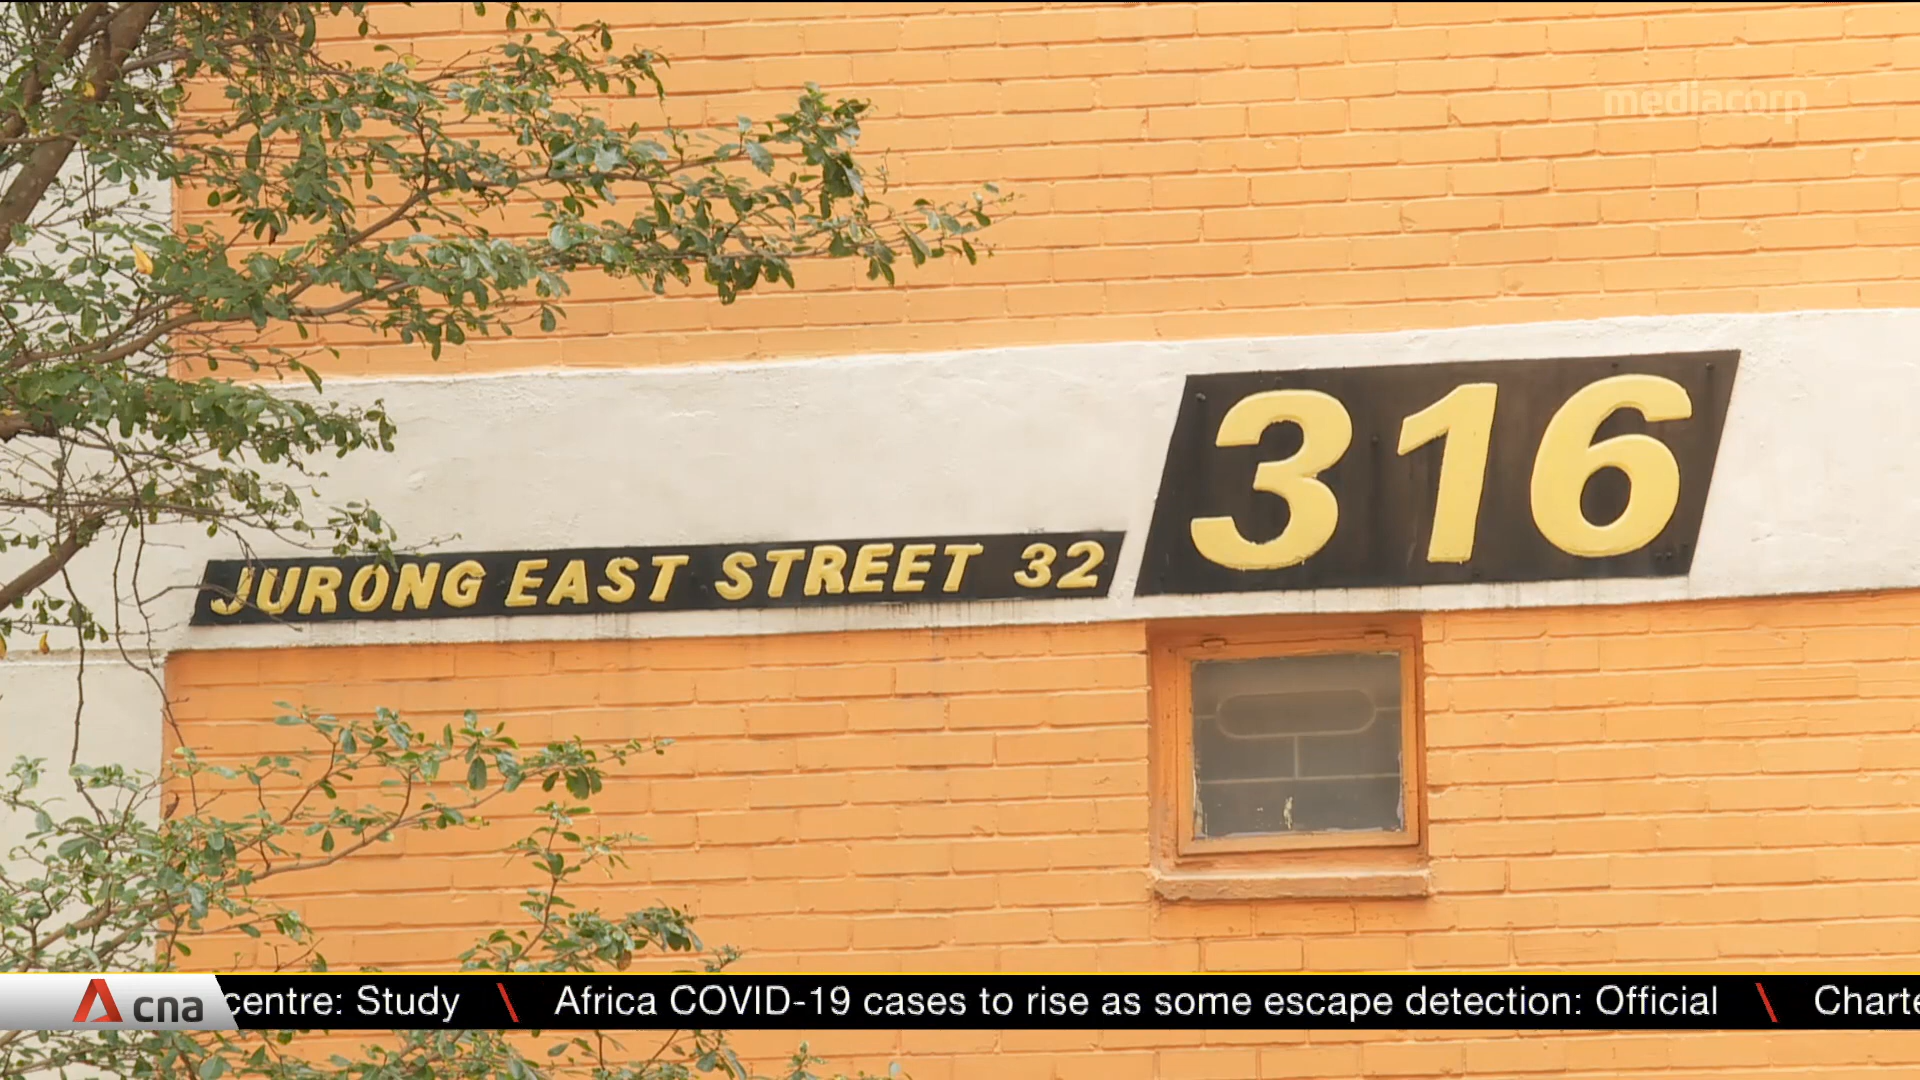 mediacorp
316
JURONG EAST STREET 32
cna
centre: Study \ Africa COVID-19 cases to rise as some escape detection: Official \ Charte